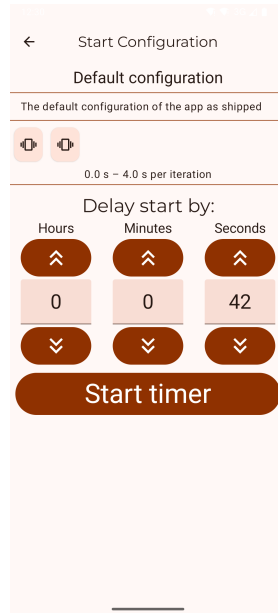 Start Configuration
Default configuration
The default configuration of the app as shipped
0.0 s – 4.0 s per iteration
Delay start by:
Hours Minutes Seconds
0 0 42
Start timer